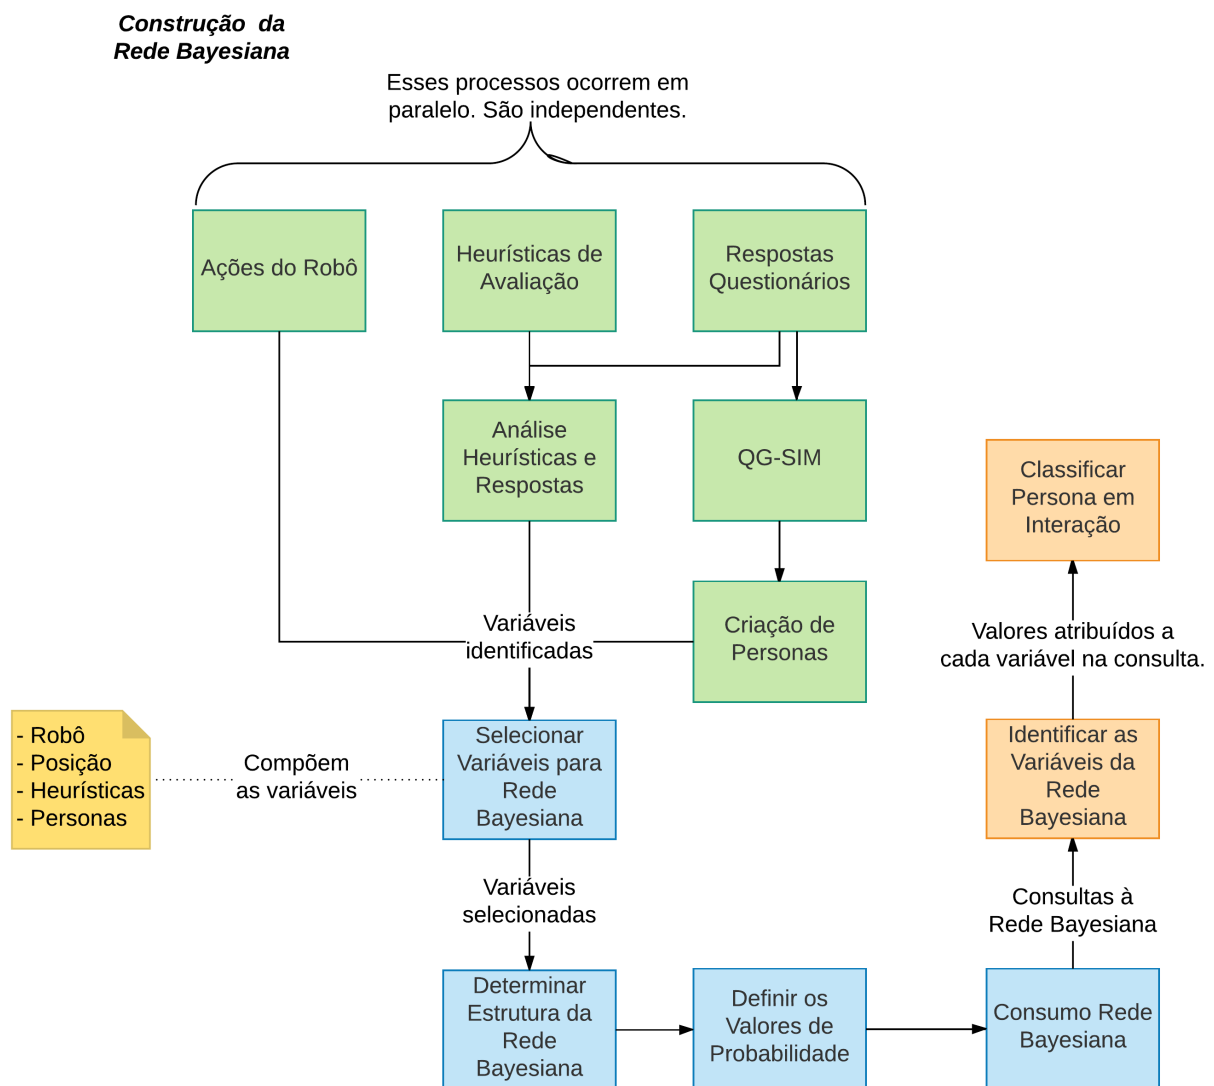 Construção da
Rede Bayesiana
Esses processos ocorrem em
paralelo. São independentes.
Ações do Robô
Heurísticas de
Avaliação
Respostas
Questionários
Análise
Heurísticas e
Respostas
QG-SIM
Classificar
Persona em
Interação
Variáveis
identificadas
Criação de
Personas
Valores atribuídos a
cada variável na consulta.
- Robô
- Posição
- Heurísticas
- Personas
Compõem
as variáveis
Selecionar
Variáveis para
Rede
Bayesiana
Identificar as
Variáveis da
Rede
Bayesiana
Variáveis
selecionadas
Consultas à
Rede Bayesiana
Determinar
Estrutura da
Rede
Bayesiana
Definir os
Valores de
Probabilidade
Consumo Rede
Bayesiana